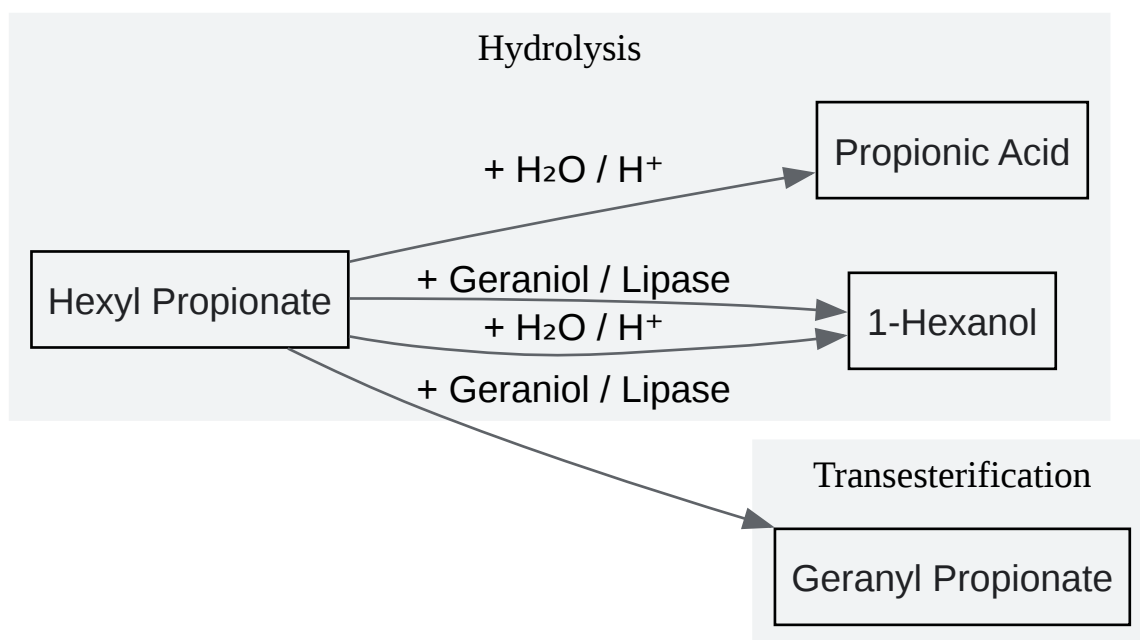 Hydrolysis
Propionic Acid
+ H₂O / H⁺
Hexyl Propionate
+ Geraniol / Lipase
1-Hexanol
+ H₂O / H⁺
+ Geraniol / Lipase
Transesterification
Geranyl Propionate